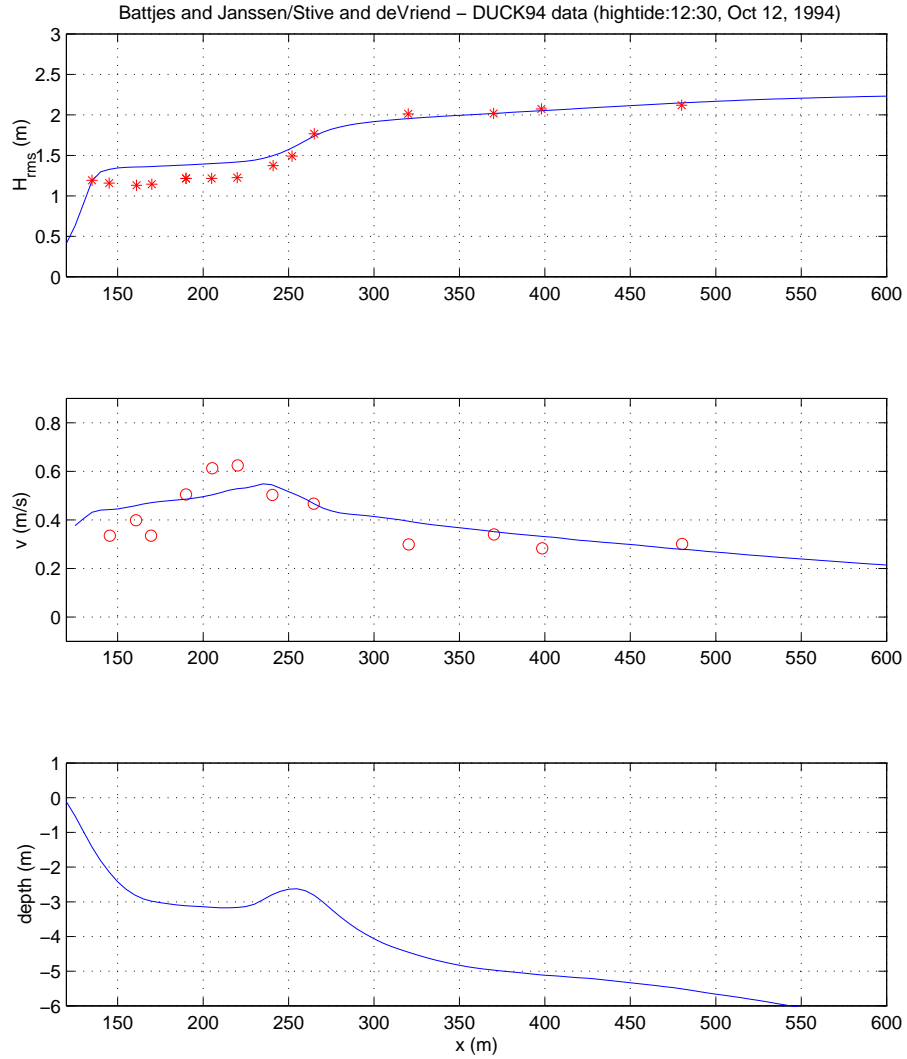 Battjes and Janssen/Stive and deVriend − DUCK94 data (hightide:12:30, Oct 12, 1994)
3
2.5
2
1.5
1
0.5
0
H_rms (m)
150 200 250 300 350 400 450 500 550 600
0.8
0.6
0.4
0.2
0
v (m/s)
150 200 250 300 350 400 450 500 550 600
1
0
−1
−2
−3
−4
−5
−6
depth (m)
150 200 250 300 350 400 450 500 550 600
x (m)